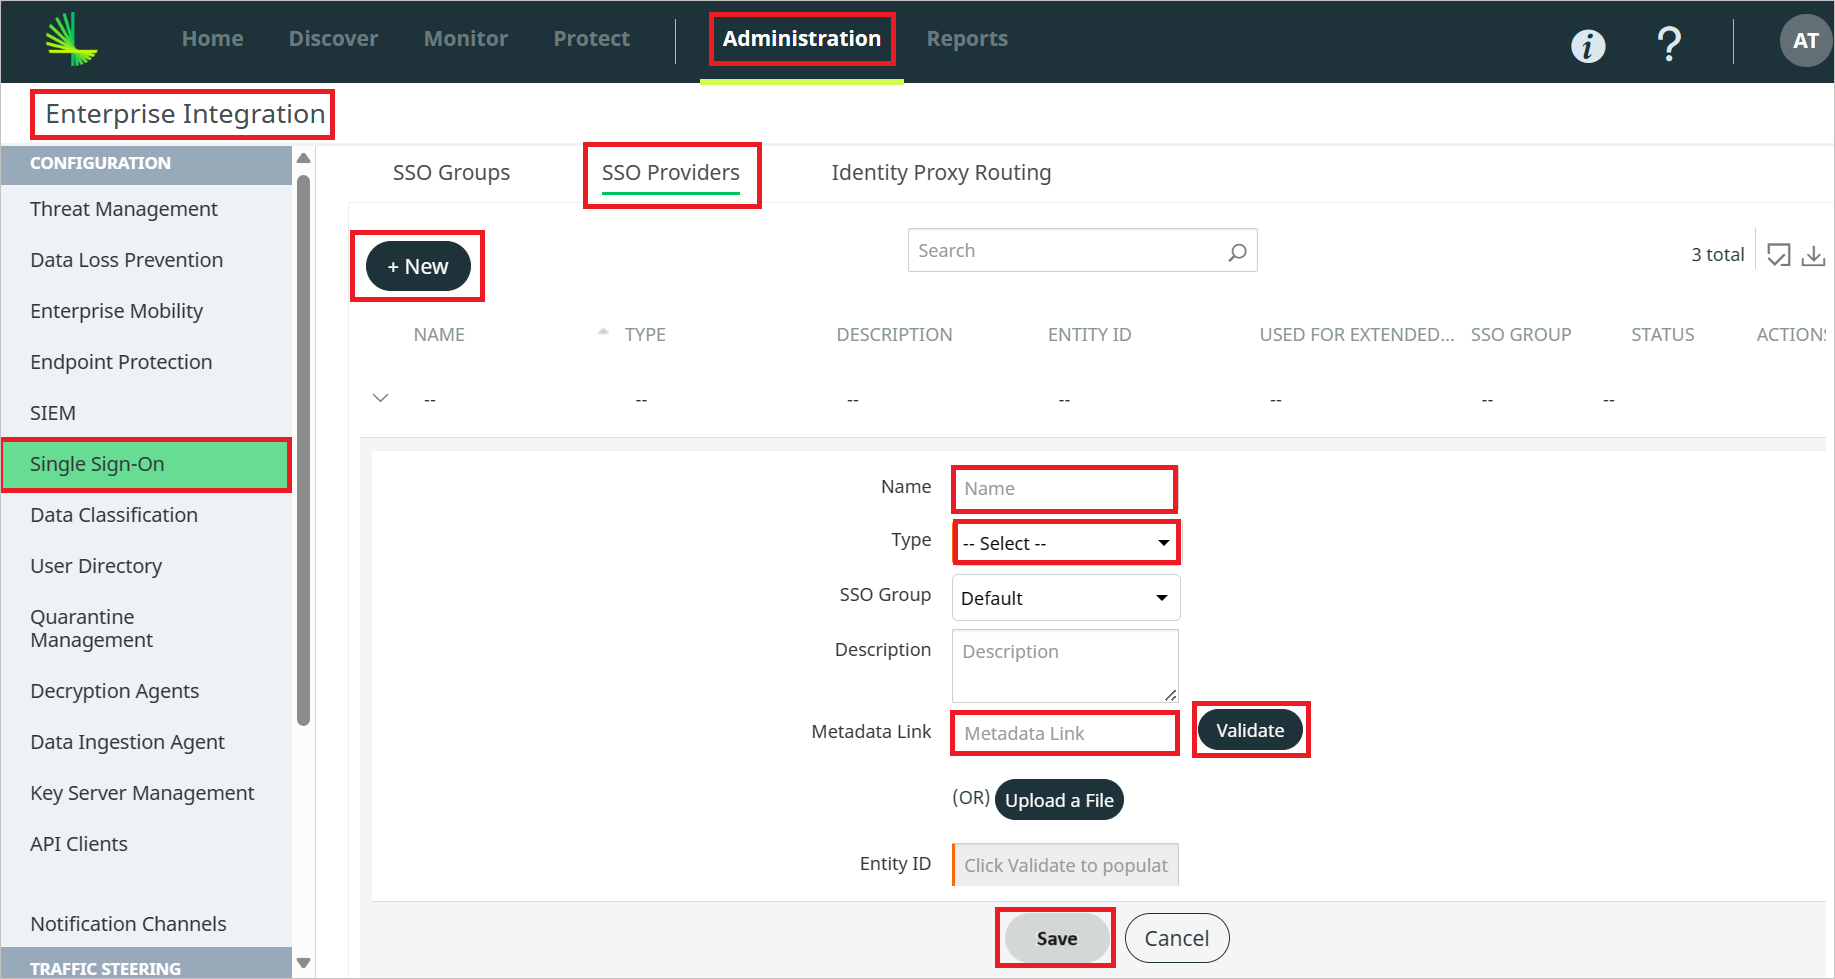 Home Discover Monitor Protect Administration Reports i ? AT
Enterprise Integration
CONFIGURATION
Threat Management
Data Loss Prevention
Enterprise Mobility
Endpoint Protection
SIEM
Single Sign-On
Data Classification
User Directory
Quarantine
Management
Decryption Agents
Data Ingestion Agent
Key Server Management
API Clients
Notification Channels
TRAFFIC STEERING
SSO Groups SSO Providers Identity Proxy Routing
+ New Search 3 total
NAME TYPE DESCRIPTION ENTITY ID USED FOR EXTENDED... SSO GROUP STATUS ACTIONS
-- -- -- -- -- -- --
Name Name
Type -- Select --
SSO Group Default
Description Description
Metadata Link Metadata Link Validate
(OR) Upload a File
Entity ID Click Validate to populat
Save Cancel